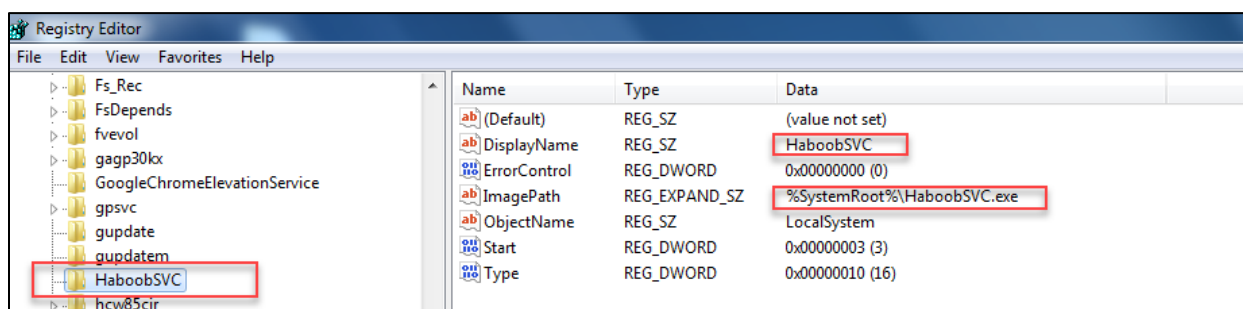 Registry Editor
File Edit View Favorites Help
Fs_Rec
FsDepends
fvevol
gagp30kx
GoogleChromeElevationService
gpsvc
gupdate
gupdatem
HaboobSVC
hcw85cir
Name Type Data
(Default) REG_SZ (value not set)
DisplayName REG_SZ HaboobSVC
ErrorControl REG_DWORD 0x00000000 (0)
ImagePath REG_EXPAND_SZ %SystemRoot%\HaboobSVC.exe
ObjectName REG_SZ LocalSystem
Start REG_DWORD 0x00000003 (3)
Type REG_DWORD 0x00000010 (16)